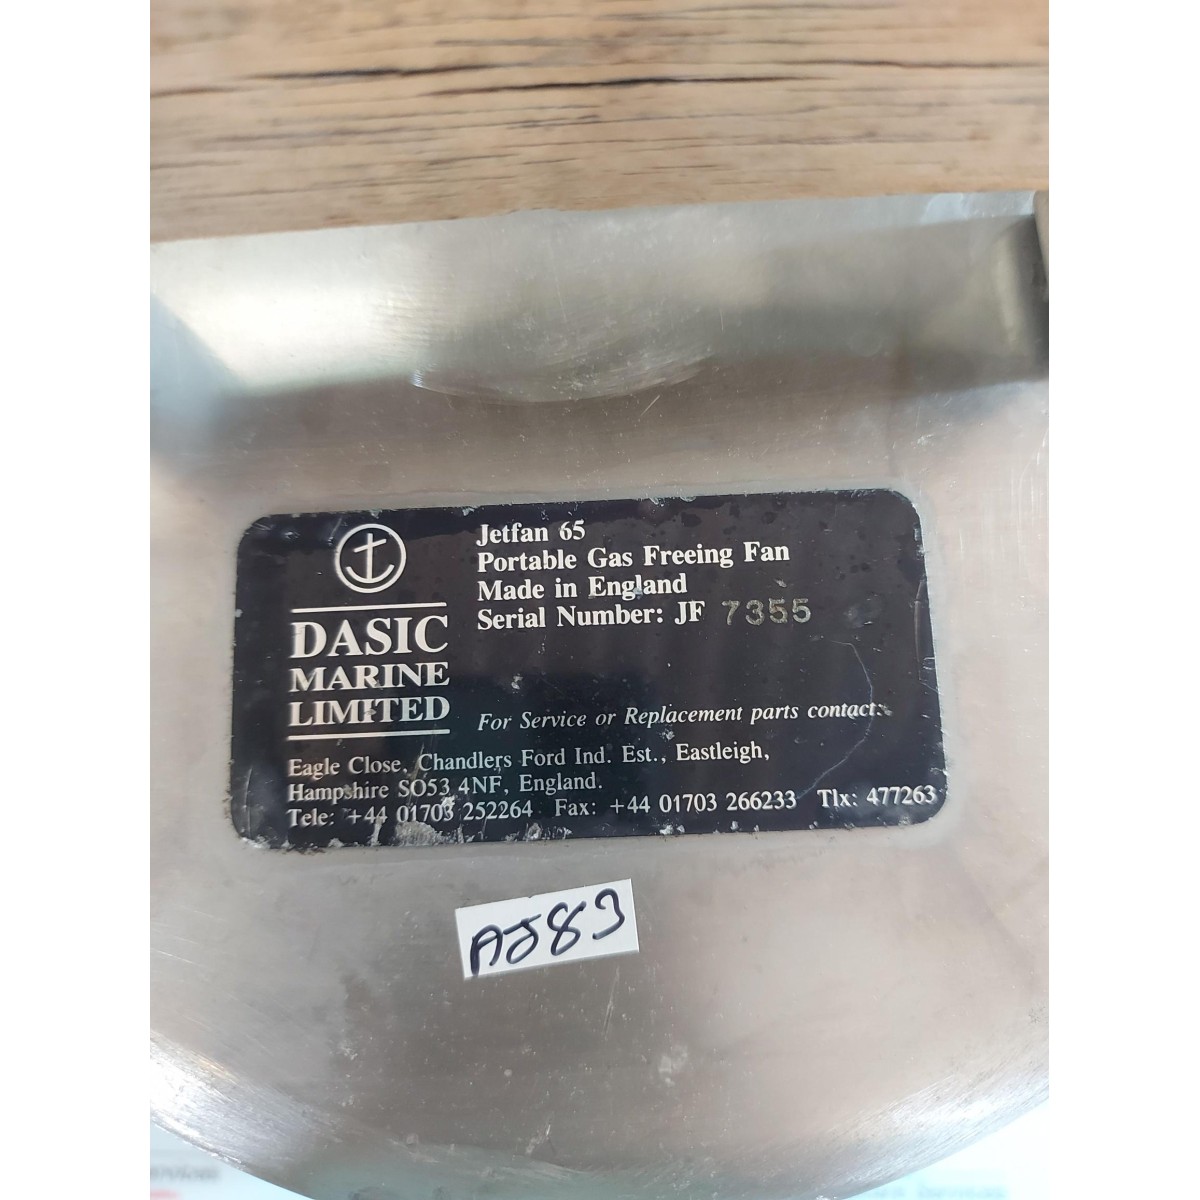 Jetfan 65
Portable Gas Freeing Fan
Made in England
Serial Number: JF 7355
DASIC
MARINE
LIMITED
For Service or Replacement parts contact:
Eagle Close, Chandlers Ford Ind. Est., Eastleigh,
Hampshire SO53 4NF, England.
Tele: +44 01703 252264 Fax: +44 01703 266233 Tlx: 477263
AJ83